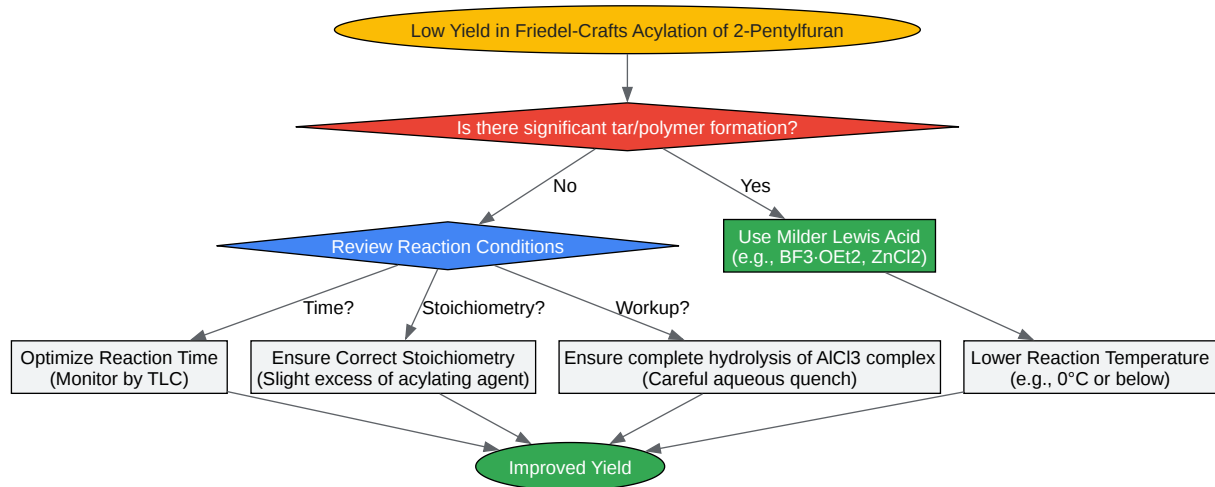 Low Yield in Friedel-Crafts Acylation of 2-Pentylfuran
Is there significant tar/polymer formation?
No
Yes
Review Reaction Conditions
Use Milder Lewis Acid
(e.g., BF3·OEt2, ZnCl2)
Time?
Stoichiometry?
Workup?
Optimize Reaction Time
(Monitor by TLC)
Ensure Correct Stoichiometry
(Slight excess of acylating agent)
Ensure complete hydrolysis of AlCl3 complex
(Careful aqueous quench)
Lower Reaction Temperature
(e.g., 0°C or below)
Improved Yield